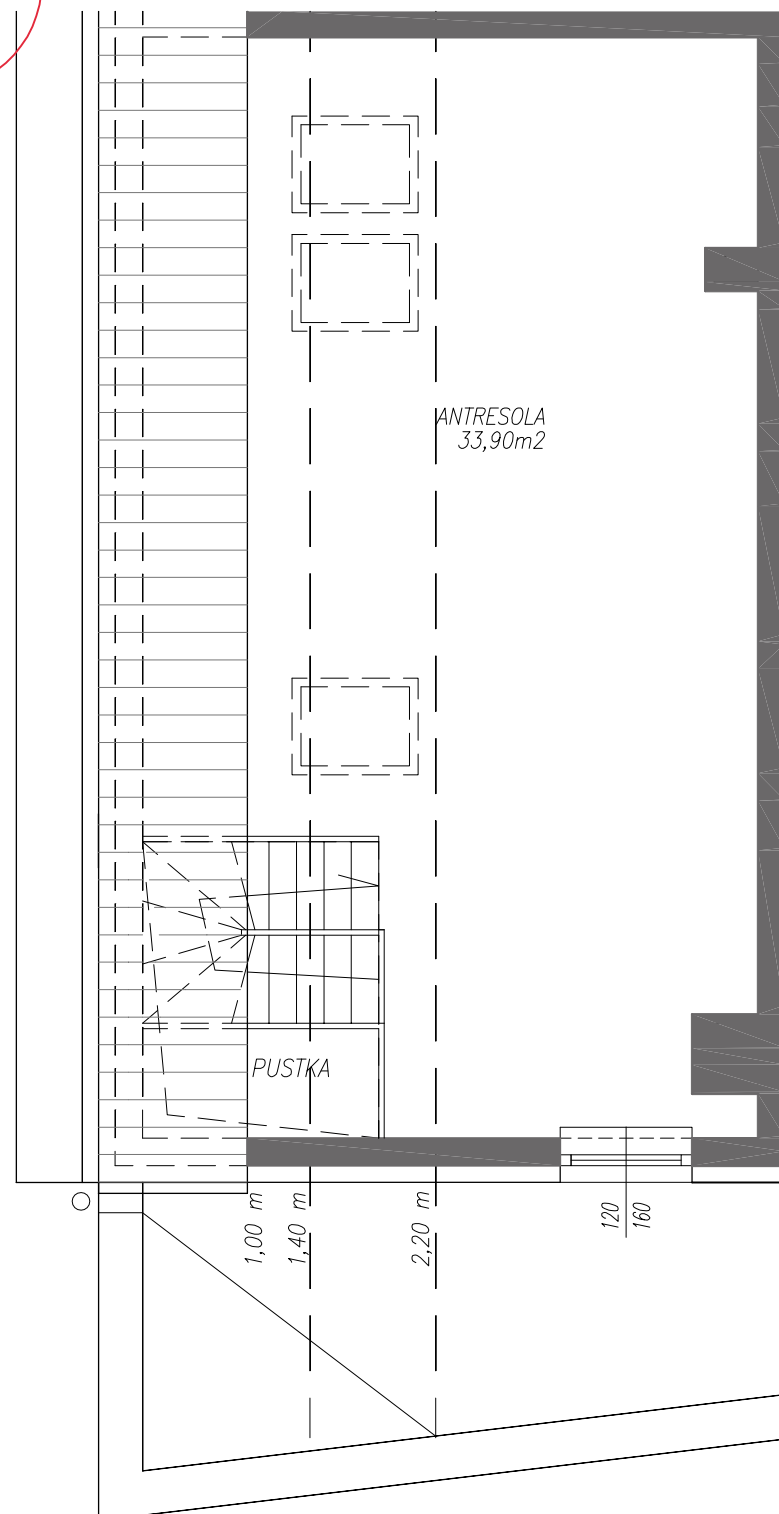 ANTRESOLA
33,90m2
PUSTKA
1,00 m
1,40 m
2,20 m
120
160